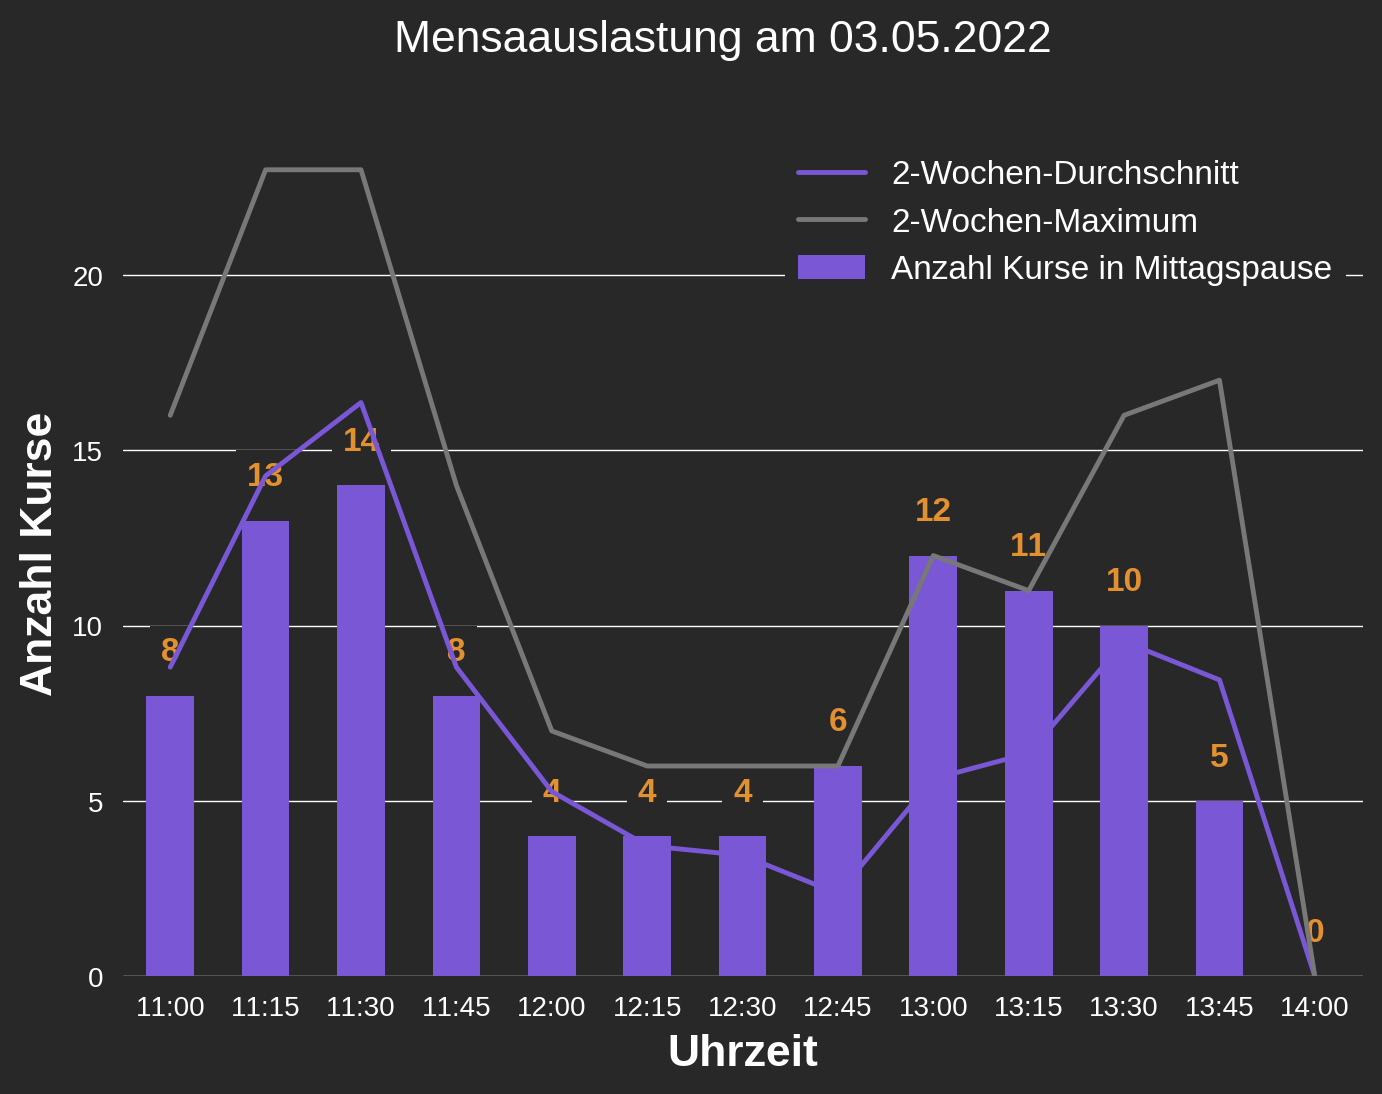 Mensaauslastung am 03.05.2022
2-Wochen-Durchschnitt
2-Wochen-Maximum
Anzahl Kurse in Mittagspause
Anzahl Kurse
20
15
10
5
0
8
13
14
8
4
4
4
6
12
11
10
5
0
11:00 11:15 11:30 11:45 12:00 12:15 12:30 12:45 13:00 13:15 13:30 13:45 14:00
Uhrzeit